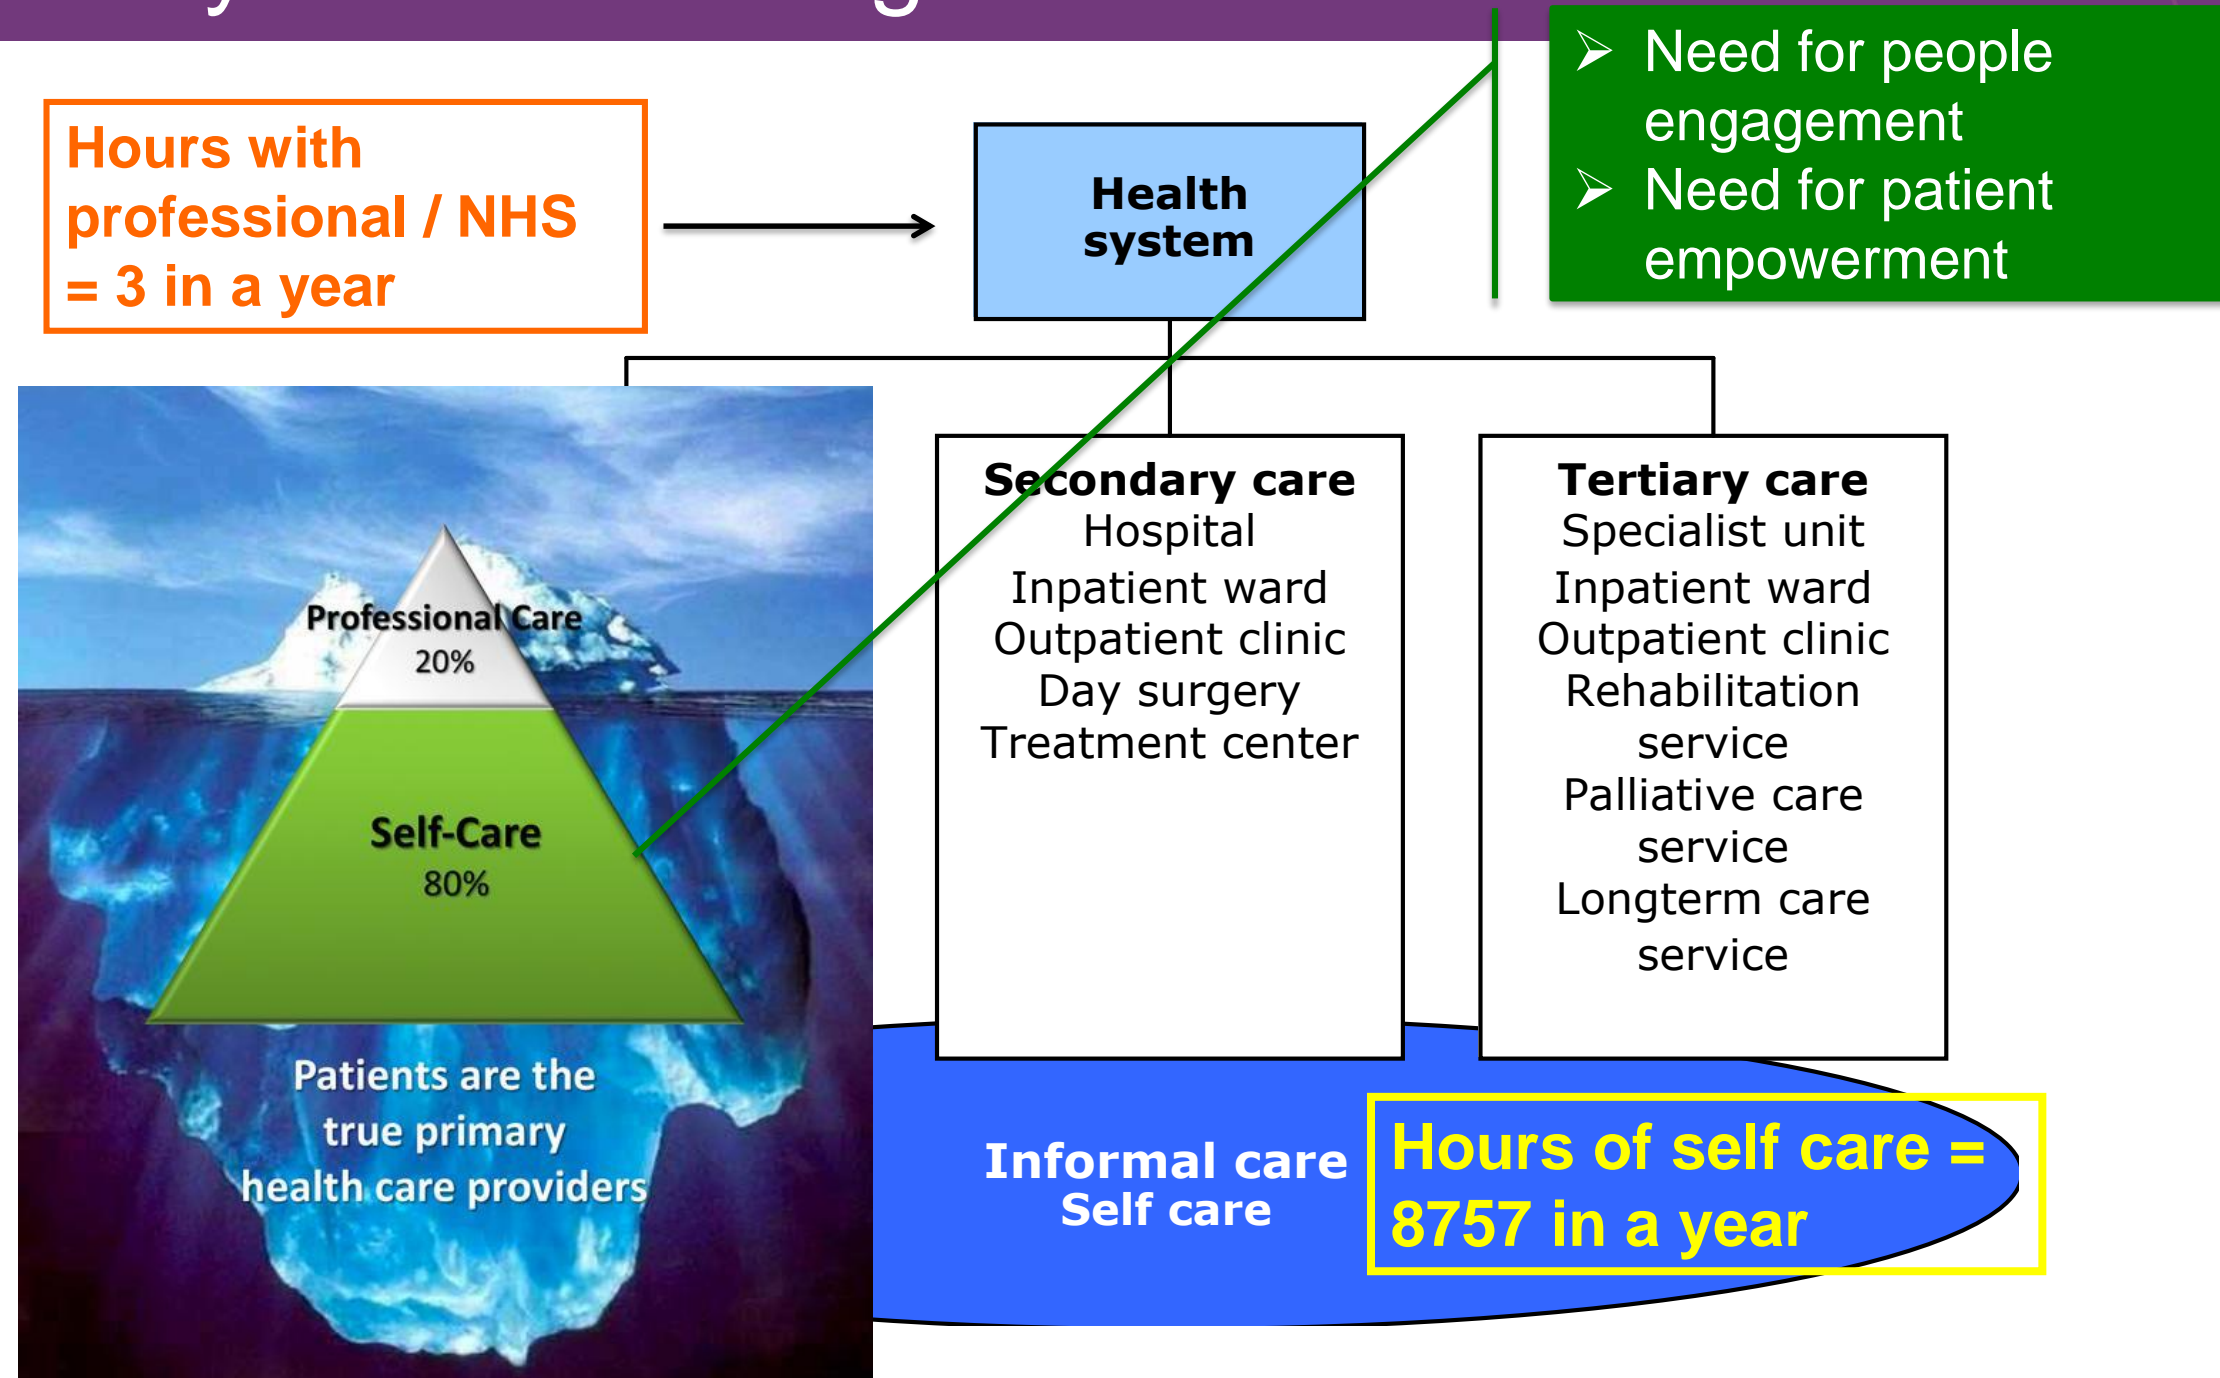 Hours with
professional / NHS
= 3 in a year
Health
system
➢ Need for people
engagement
➢ Need for patient
empowerment
Professional Care
20%
Self-Care
80%
Patients are the
true primary
health care providers
Secondary care
Hospital
Inpatient ward
Outpatient clinic
Day surgery
Treatment center
Tertiary care
Specialist unit
Inpatient ward
Outpatient clinic
Rehabilitation
service
Palliative care
service
Longterm care
service
Informal care
Self care
Hours of self care =
8757 in a year